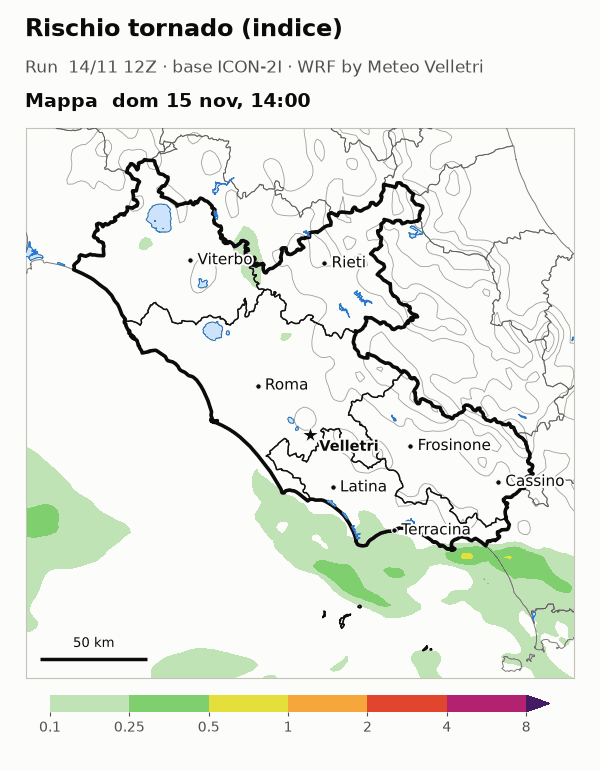 Rischio tornado (indice)
Run  14/11 12Z · base ICON-2I · WRF by Meteo Velletri
Mappa  dom 15 nov, 14:00
Viterbo
Rieti
Roma
Velletri
Frosinone
Latina
Cassino
Terracina
50 km
0.1 0.25 0.5 1 2 4 8